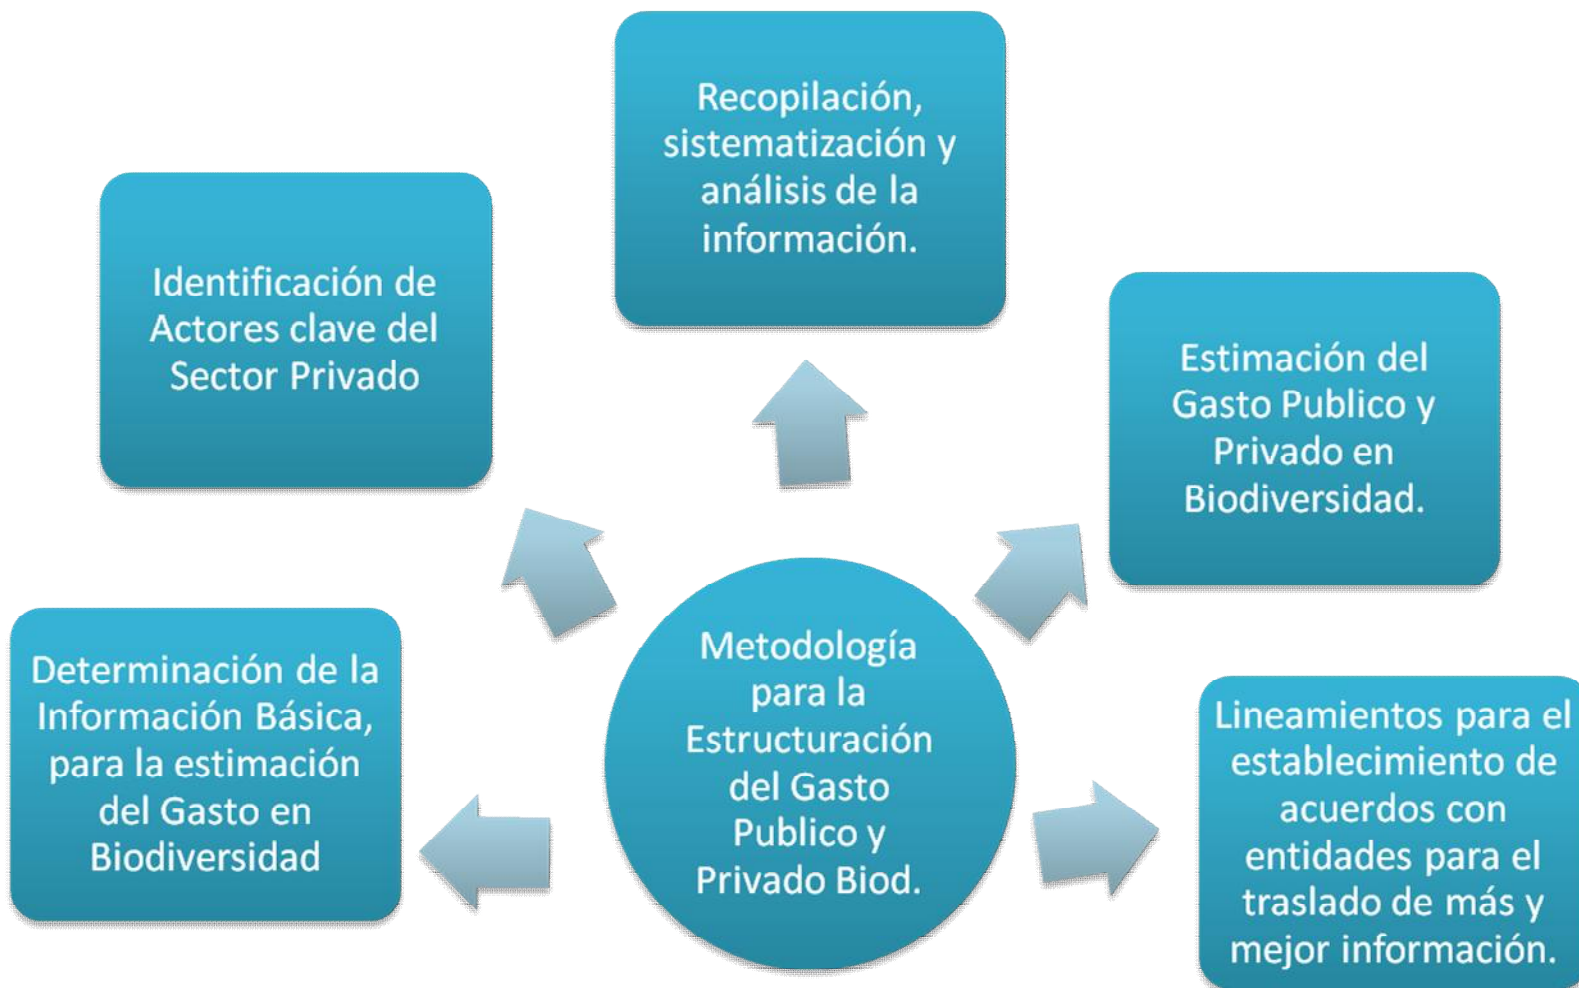 Recopilación,
sistematización y
análisis de la
información.
Identificación de
Actores clave del
Sector Privado
Estimación del
Gasto Publico y
Privado en
Biodiversidad.
Determinación de la
Información Básica,
para la estimación
del Gasto en
Biodiversidad
Metodología
para la
Estructuración
del Gasto
Publico y
Privado Biod.
Lineamientos para el
establecimiento de
acuerdos con
entidades para el
traslado de más y
mejor información.